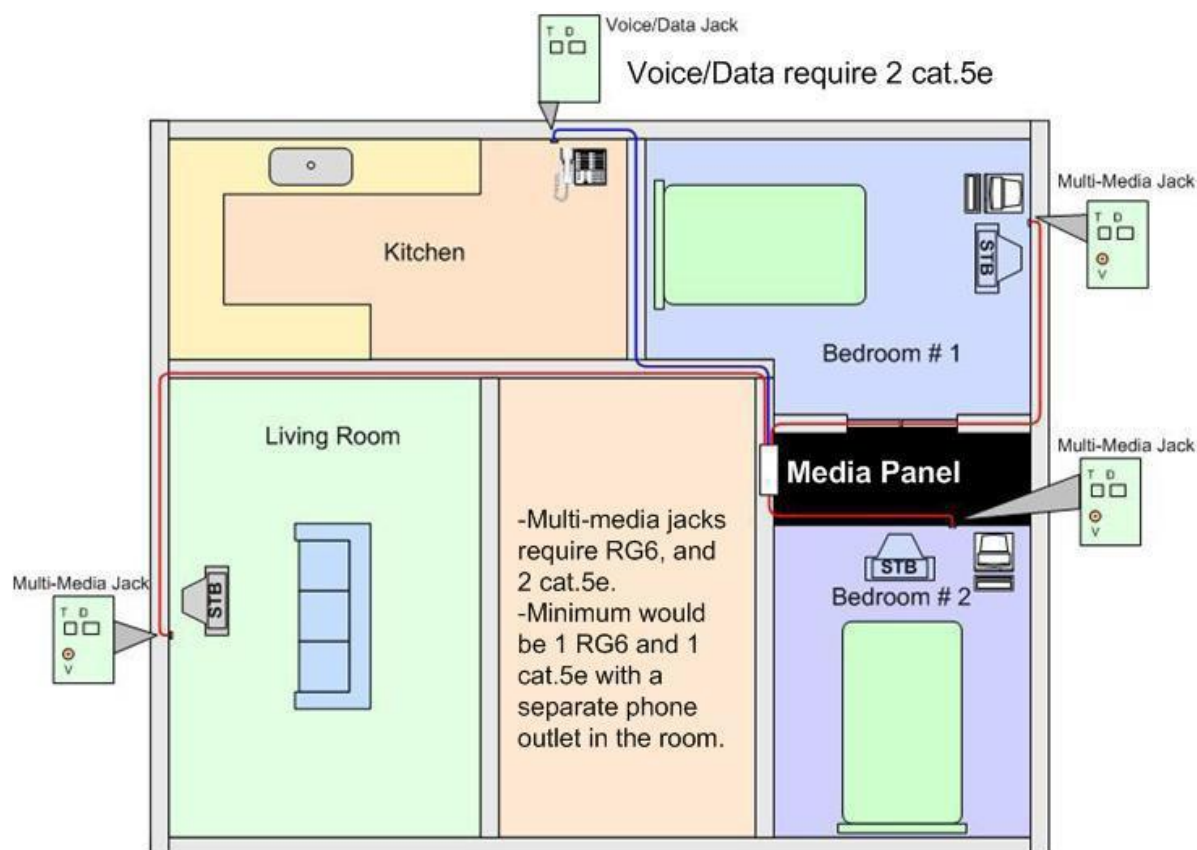 Voice/Data Jack
T D
Voice/Data require 2 cat.5e
Multi-Media Jack
T D
V
Kitchen
STB
Bedroom # 1
Living Room
Media Panel
Multi-Media Jack
T D
V
-Multi-media jacks
require RG6, and
2 cat.5e.
-Minimum would
be 1 RG6 and 1
cat.5e with a
separate phone
outlet in the room.
STB
Bedroom # 2
Multi-Media Jack
T D
V
STB